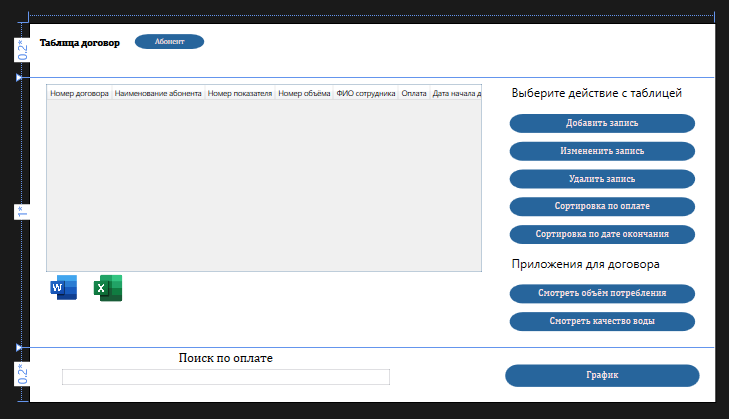 0.2*
Таблица договор
Абонент
Номер договора Наименование абонента Номер показателя Номер объёма ФИО сотрудника Оплата Дата начала д
Выберите действие с таблицей
Добавить запись
Измененить запись
Удалить запись
Сортировка по оплате
Сортировка по дате окончания
1*
Приложения для договора
W
X
Смотреть объём потребления
Смотреть качество воды
0.2*
Поиск по оплате
График